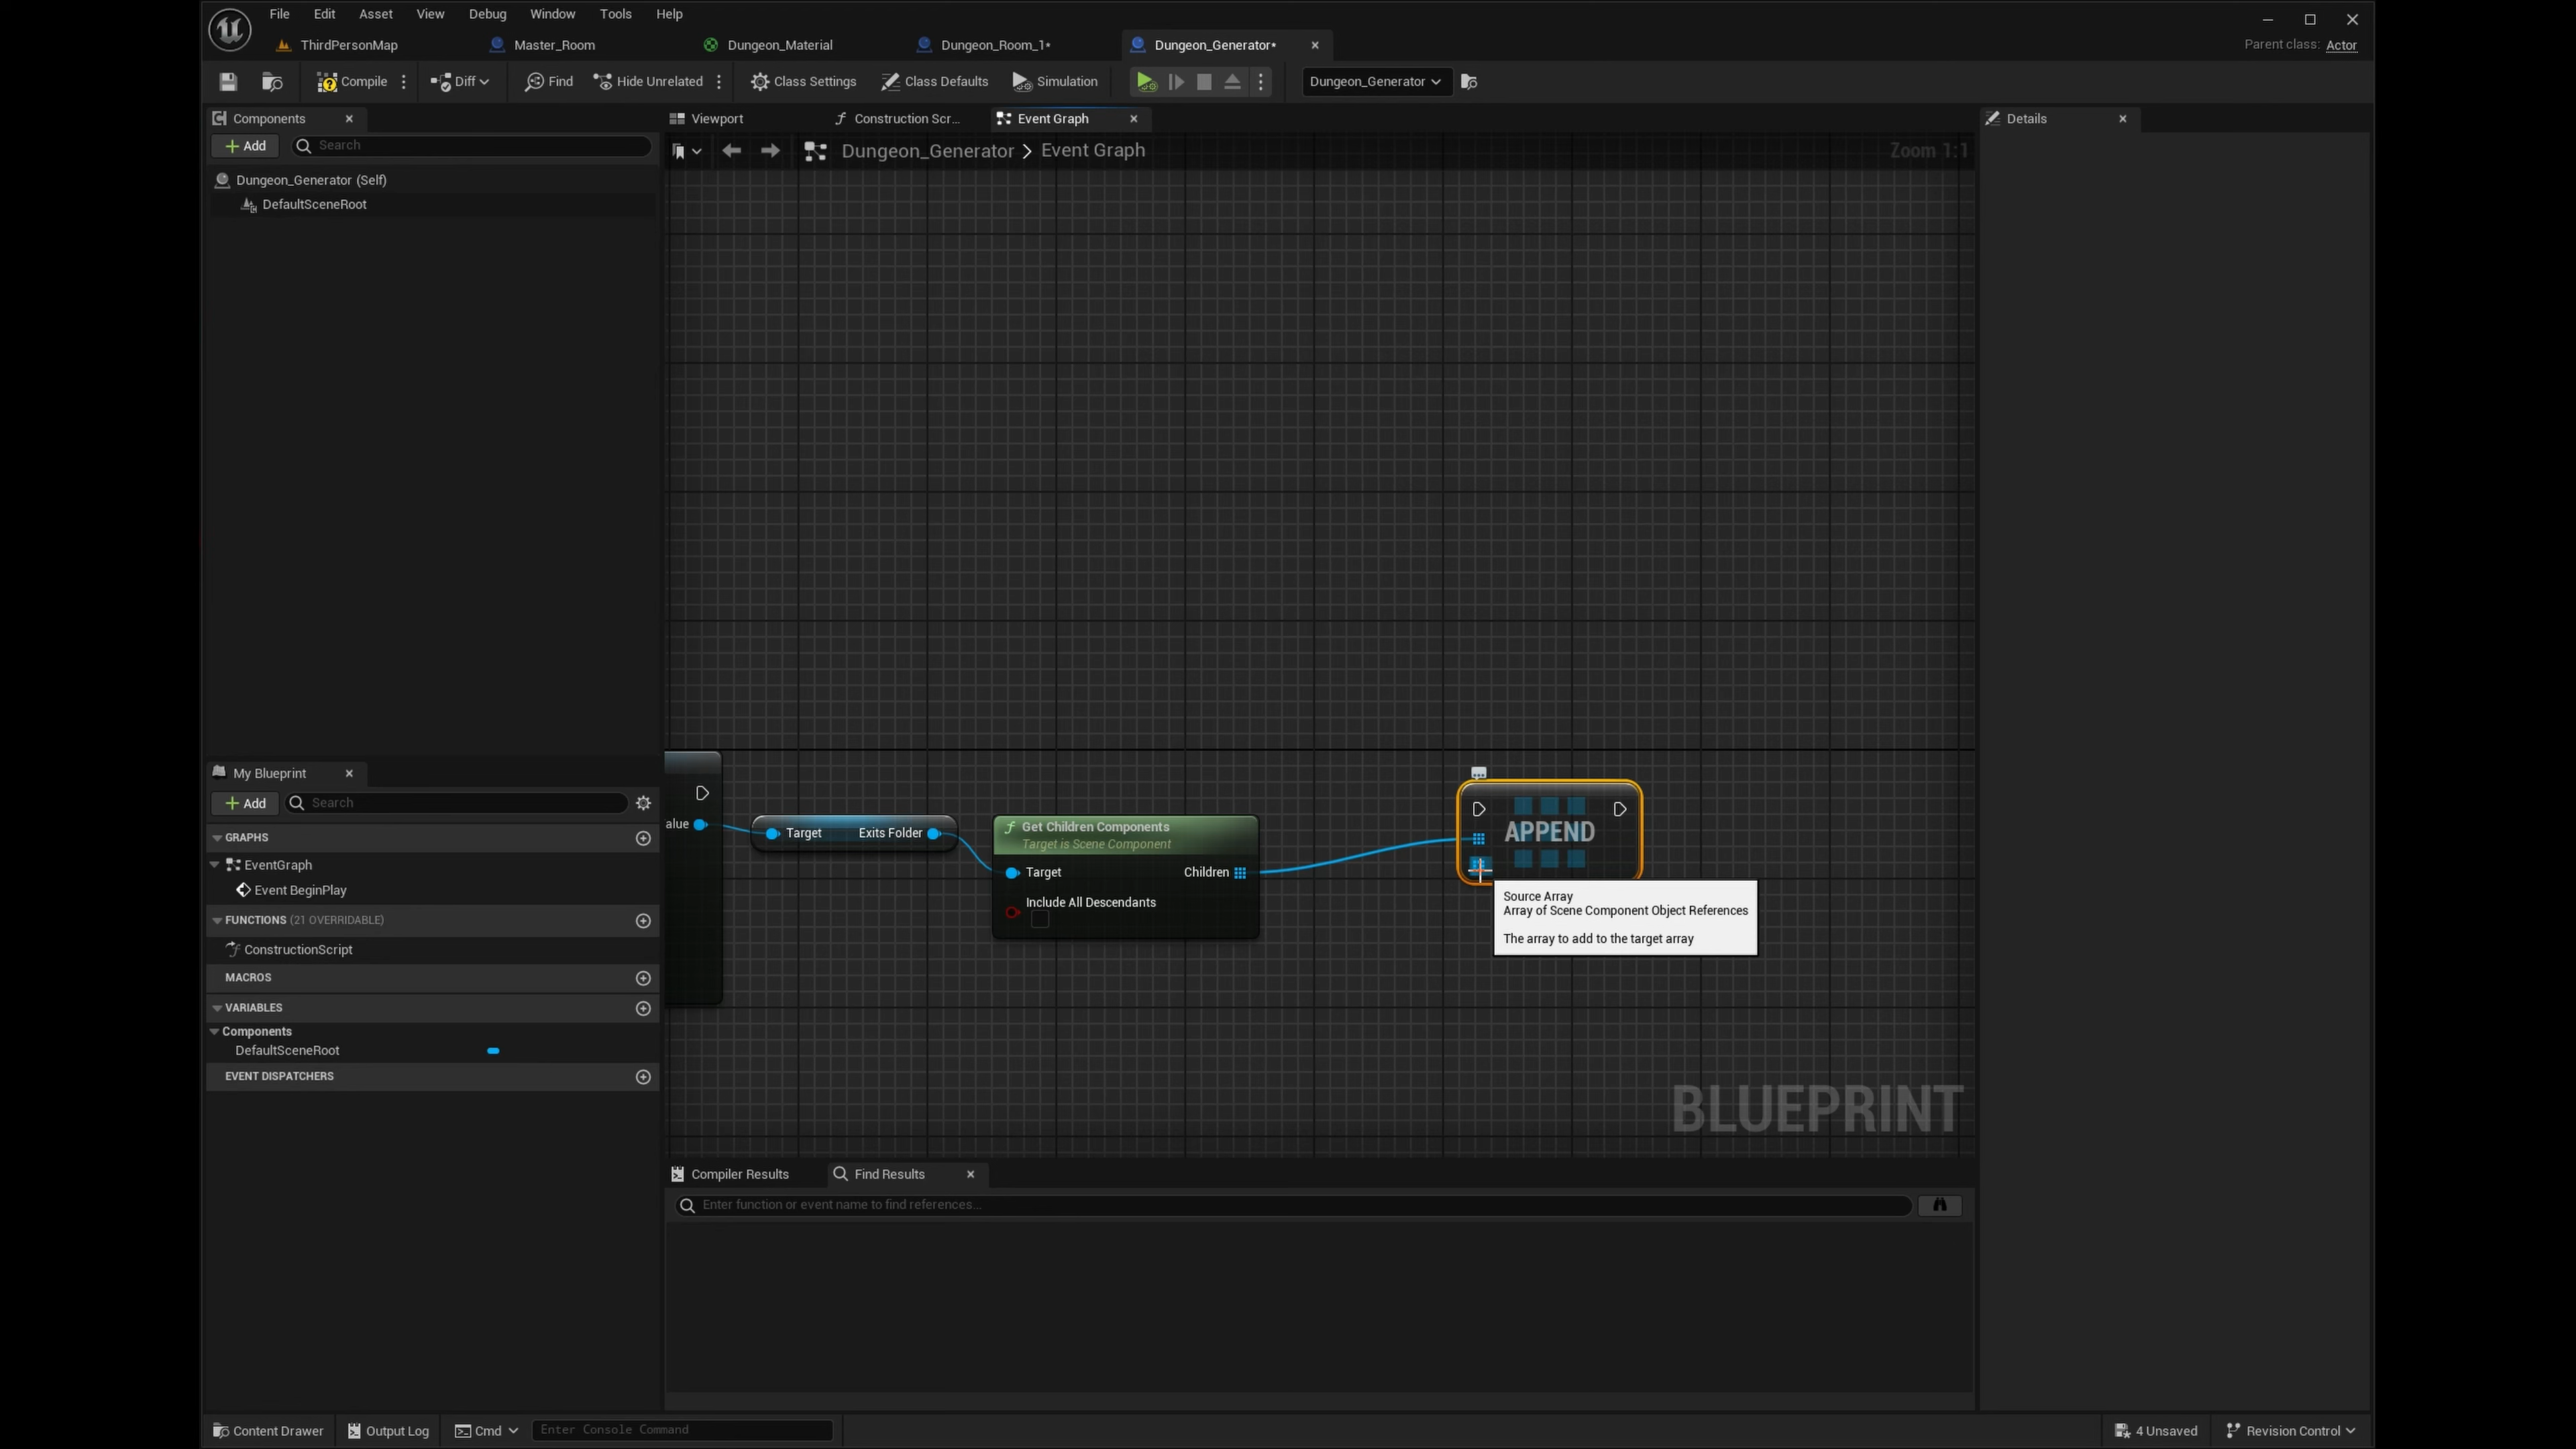 File Edit Asset View Debug Window Tools Help
ThirdPersonMap Master_Room Dungeon_Material Dungeon_Room_1* Dungeon_Generator* Parent class: Actor
Compile Diff Find Hide Unrelated Class Settings Class Defaults Simulation Dungeon_Generator
Components
Add Search
Dungeon_Generator (Self)
DefaultSceneRoot
Viewport Construction Scr... Event Graph
Dungeon_Generator > Event Graph Zoom 1:1
Details
My Blueprint
Add Search
GRAPHS
EventGraph
Event BeginPlay
FUNCTIONS (21 OVERRIDABLE)
ConstructionScript
MACROS
VARIABLES
Components
DefaultSceneRoot
EVENT DISPATCHERS
alue
Target Exits Folder
Get Children Components
Target is Scene Component
Target Children
Include All Descendants
APPEND
Source Array
Array of Scene Component Object References
The array to add to the target array
BLUEPRINT
Compiler Results Find Results
Enter function or event name to find references...
Content Drawer Output Log Cmd Enter Console Command 4 Unsaved Revision Control